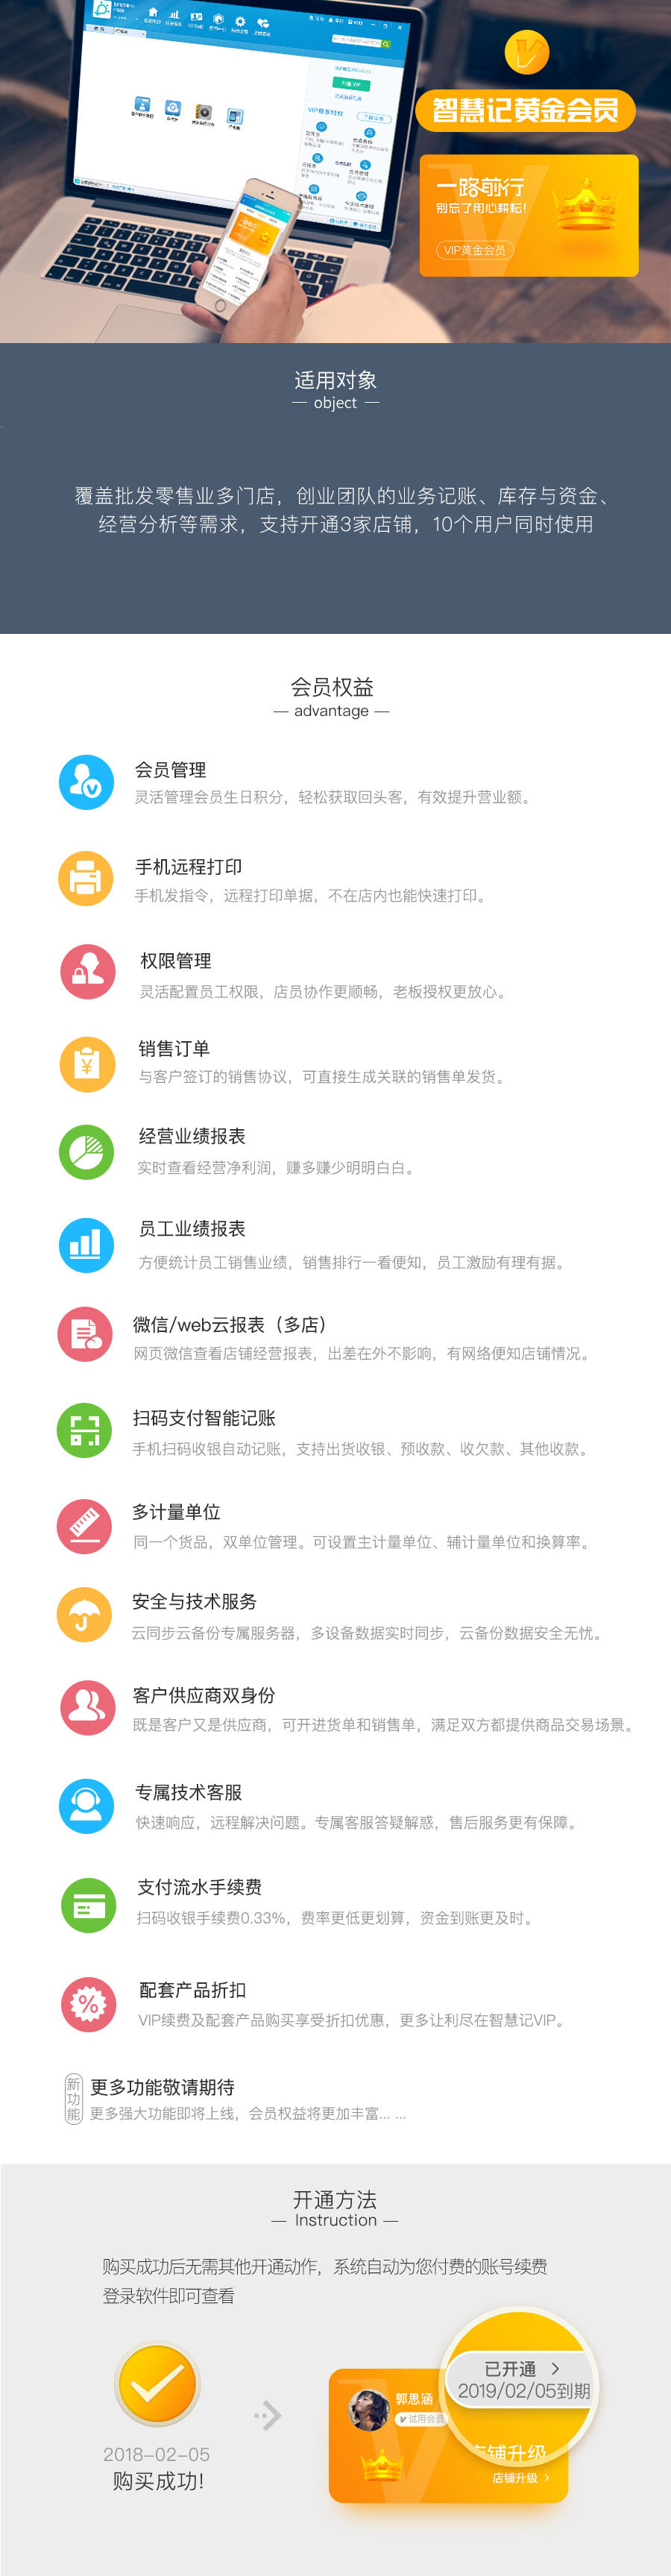 智慧记黄金会员
一路前行
别忘了用心耕耘!
VIP黄金会员
适用对象
object
覆盖批发零售业多门店，创业团队的业务记账、库存与资金、
经营分析等需求，支持开通3家店铺，10个用户同时使用
会员权益
advantage
会员管理
灵活管理会员生日积分，轻松获取回头客，有效提升营业额。
手机远程打印
手机发指令，远程打印单据，不在店内也能快速打印。
权限管理
灵活配置员工权限，店员协作更顺畅，老板授权更放心。
销售订单
与客户签订的销售协议，可直接生成关联的销售单发货。
经营业绩报表
实时查看经营净利润，赚多赚少明明白白。
员工业绩报表
方便统计员工销售业绩，销售排行一看便知，员工激励有理有据。
微信/web云报表（多店）
网页微信查看店铺经营报表，出差在外不影响，有网络便知店铺情况。
扫码支付智能记账
手机扫码收银自动记账，支持出货收银、预收款、收欠款、其他收款。
多计量单位
同一个货品，双单位管理。可设置主计量单位、辅计量单位和换算率。
安全与技术服务
云同步云备份专属服务器，多设备数据实时同步，云备份数据安全无忧。
客户供应商双身份
既是客户又是供应商，可开进货单和销售单，满足双方都提供商品交易场景。
专属技术客服
快速响应，远程解决问题。专属客服答疑解惑，售后服务更有保障。
支付流水手续费
扫码收银手续费0.33%，费率更低更划算，资金到账更及时。
配套产品折扣
VIP续费及配套产品购买享受折扣优惠，更多让利尽在智慧记VIP。
新功能
更多功能敬请期待
更多强大功能即将上线，会员权益将更加丰富... ...
开通方法
Instruction
购买成功后无需其他开通动作，系统自动为您付费的账号续费
登录软件即可查看
已开通
2019/02/05到期
郭思涵
试用会员
店铺升级
店铺升级
2018-02-05
购买成功!